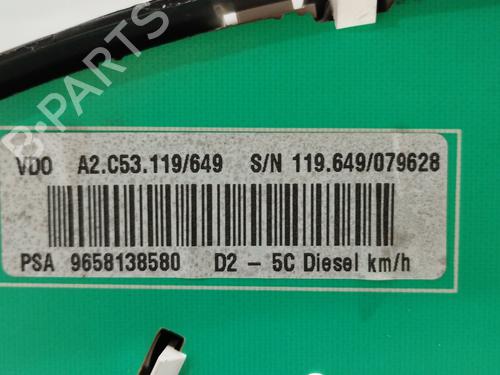 B-PARTS
VDO A2.C53.119/649 S/N 119.649/079628
PSA 9658138580 D2 - 5C Diesel km/h